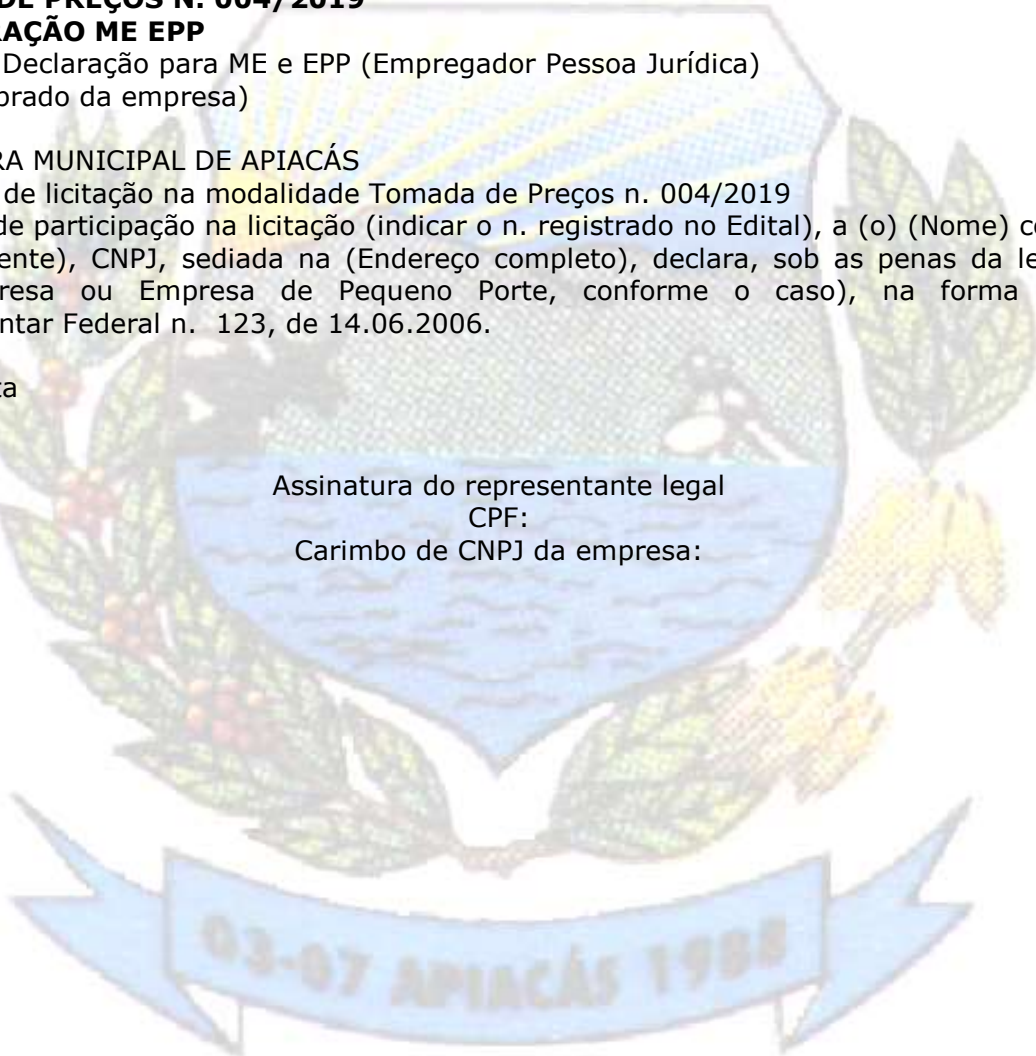 DE PREÇOS N. 004/2019
RAÇÃO ME EPP
Declaração para ME e EPP (Empregador Pessoa Jurídica)
brado da empresa)
RA MUNICIPAL DE APIACÁS
de licitação na modalidade Tomada de Preços n. 004/2019
de participação na licitação (indicar o n. registrado no Edital), a (o) (Nome) c
ente), CNPJ, sediada na (Endereço completo), declara, sob as penas da le
resa ou Empresa de Pequeno Porte, conforme o caso), na forma
ntar Federal n. 123, de 14.06.2006.
ta
Assinatura do representante legal
CPF:
Carimbo de CNPJ da empresa:
03-07 APIACÁS 1988